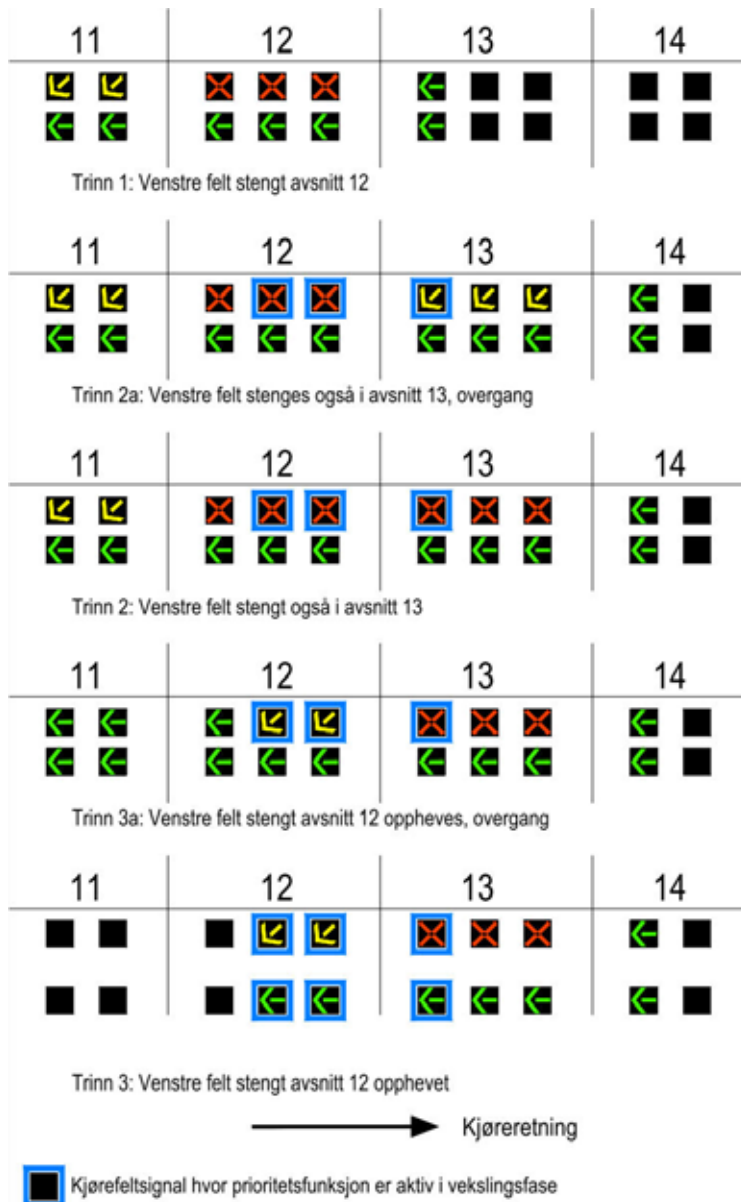 11 12 13 14
Trinn 1: Venstre felt stengt avsnitt 12
11 12 13 14
Trinn 2a: Venstre felt stenges også i avsnitt 13, overgang
11 12 13 14
Trinn 2: Venstre felt stengt også i avsnitt 13
11 12 13 14
Trinn 3a: Venstre felt stengt avsnitt 12 oppheves, overgang
11 12 13 14
Trinn 3: Venstre felt stengt avsnitt 12 opphevet
Kjøreretning
Kjørefeltsignal hvor prioritetsfunksjon er aktiv i vekslingsfase